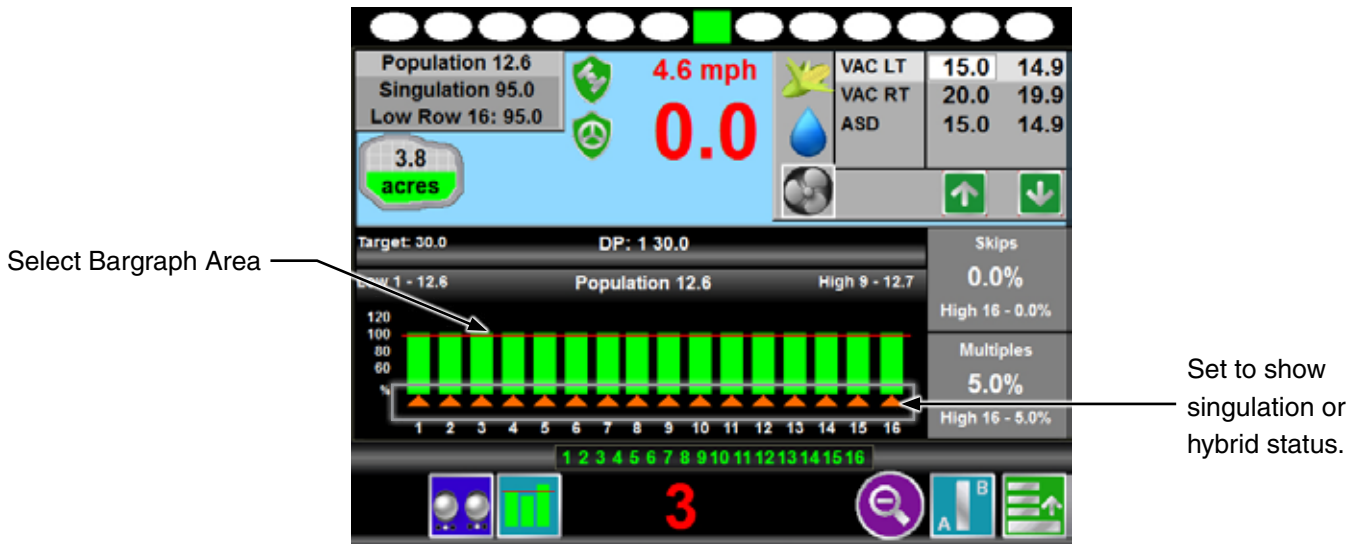 Population 12.6
Singulation 95.0
Low Row 16: 95.0
3.8
acres
4.6 mph
0.0
VAC LT 15.0 14.9
VAC RT 20.0 19.9
ASD 15.0 14.9
Select Bargraph Area
Target: 30.0 DP: 1 30.0
Low 1 - 12.6 Population 12.6 High 9 - 12.7
120
100
80
60
%
1 2 3 4 5 6 7 8 9 10 11 12 13 14 15 16
Skips
0.0%
High 16 - 0.0%
Multiples
5.0%
High 16 - 5.0%
Set to show
singulation or
hybrid status.
1 2 3 4 5 6 7 8 9 10 11 12 13 14 15 16
3
A B